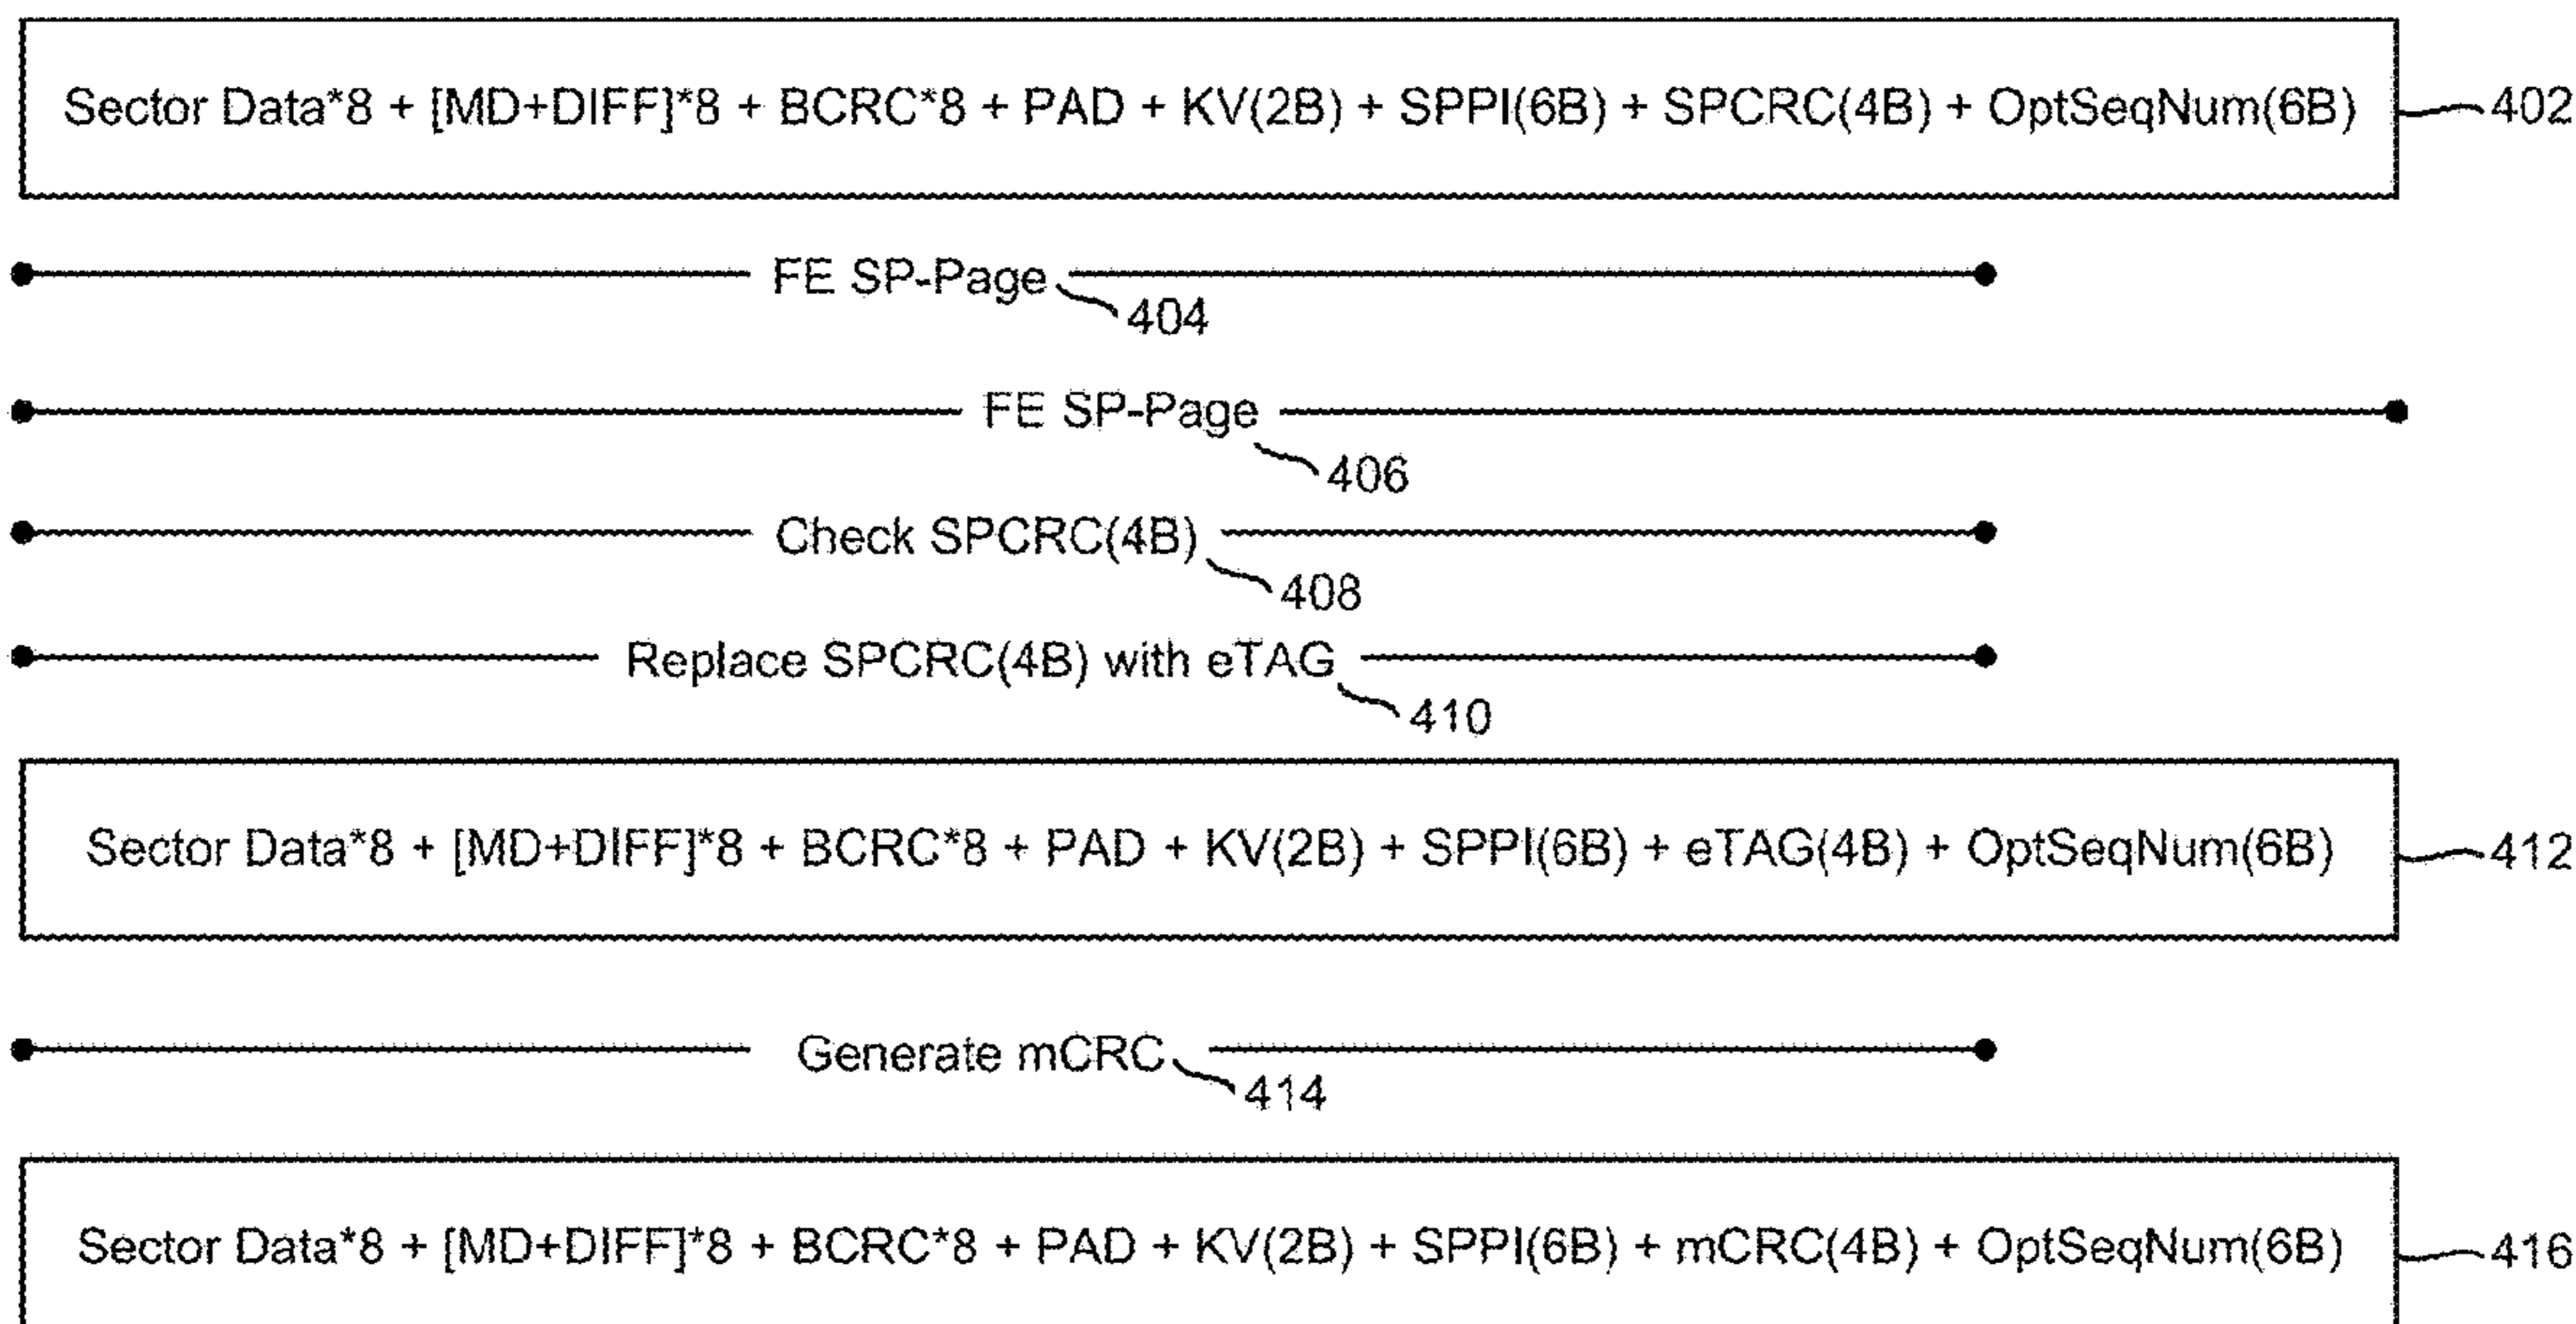 Sector Data*8 + [MD+DIFF]*8 + BCRC*8 + PAD + KV(2B) + SPPI(6B) + SPCRC(4B) + OptSeqNum(6B) 402
FE SP-Page
404
FE SP-Page
406
Check SPCRC(4B)
408
Replace SPCRC(4B) with eTAG
410
Sector Data*8 + [MD+DIFF]*8 + BCRC*8 + PAD + KV(2B) + SPPI(6B) + eTAG(4B) + OptSeqNum(6B) 412
Generate mCRC
414
Sector Data*8 + [MD+DIFF]*8 + BCRC*8 + PAD + KV(2B) + SPPI(6B) + mCRC(4B) + OptSeqNum(6B) 416